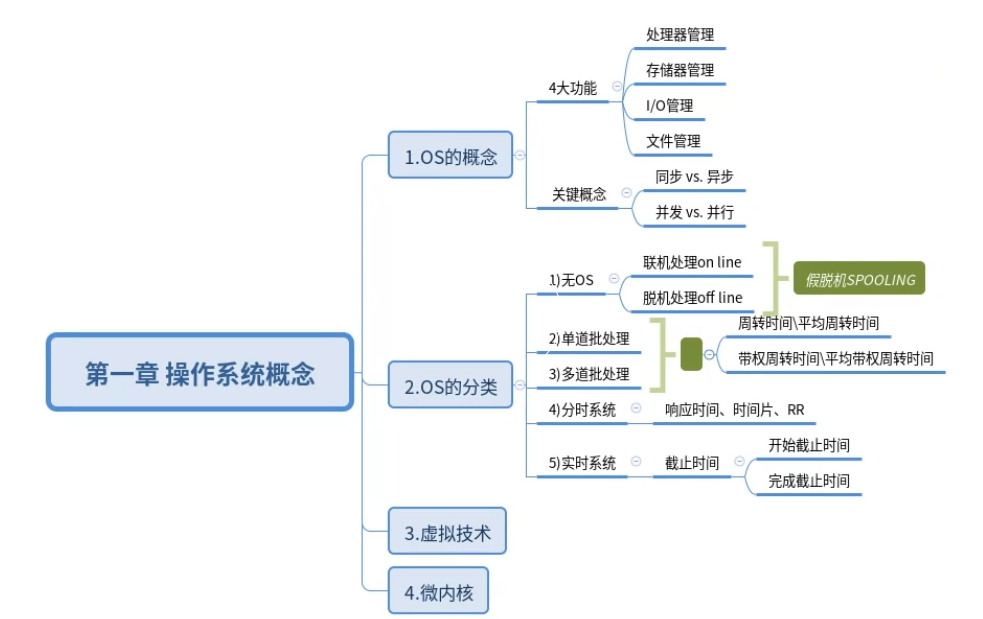 第一章 操作系统概念
1.OS的概念
4大功能
处理器管理
存储器管理
I/O管理
文件管理
关键概念
同步 vs. 异步
并发 vs. 并行
2.OS的分类
1)无OS
联机处理on line
脱机处理off line
假脱机SPOOLING
2)单道批处理
3)多道批处理
周转时间\平均周转时间
带权周转时间\平均带权周转时间
4)分时系统
响应时间、时间片、RR
5)实时系统
截止时间
开始截止时间
完成截止时间
3.虚拟技术
4.微内核